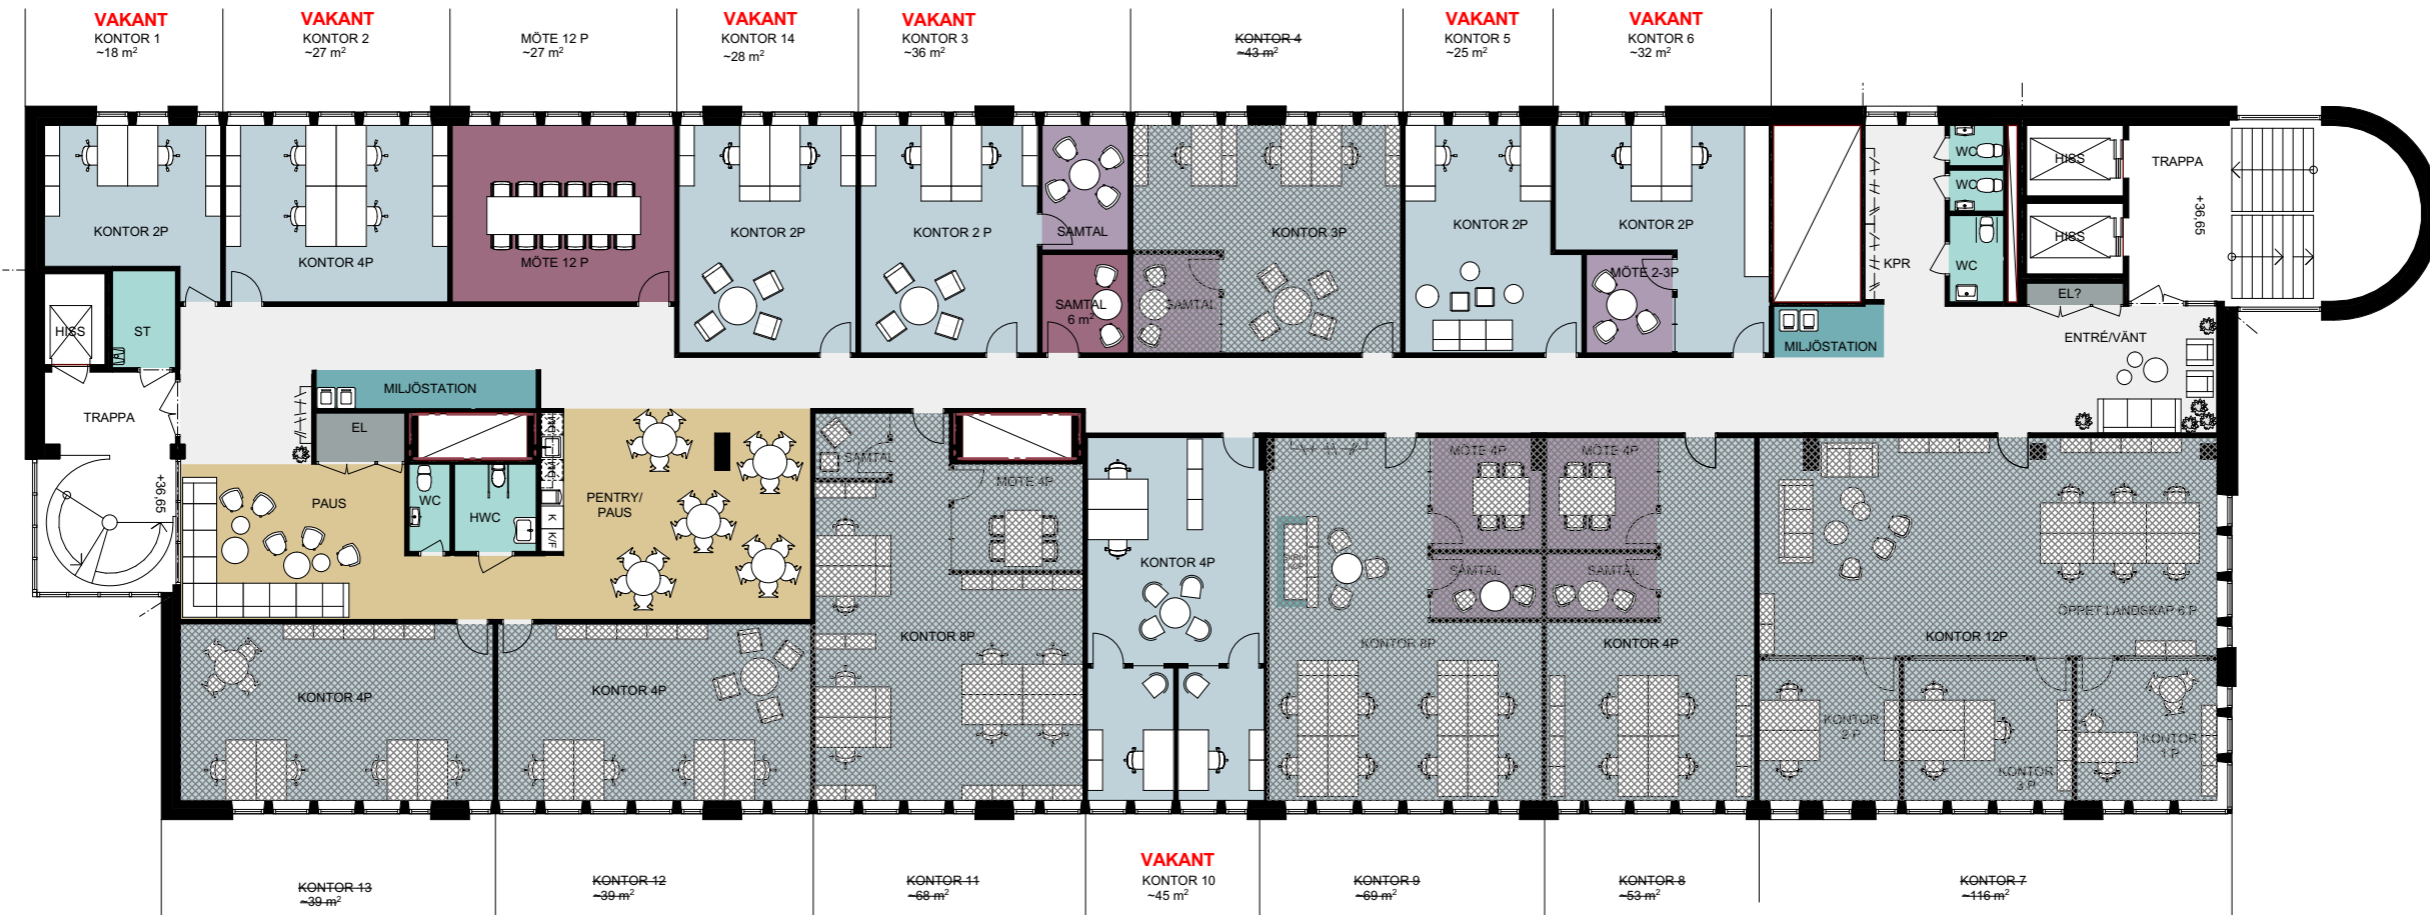 VAKANT
KONTOR 1
~18 m²
VAKANT
KONTOR 2
~27 m²
MÖTE 12 P
~27 m²
VAKANT
KONTOR 14
~28 m²
VAKANT
KONTOR 3
~36 m²
KONTOR 4
~43 m²
VAKANT
KONTOR 5
~25 m²
VAKANT
KONTOR 6
~32 m²
KONTOR 2P
KONTOR 4P
MÖTE 12 P
KONTOR 2P
KONTOR 2 P
SAMTAL
SAMTAL
6 m²
SAMTAL
KONTOR 3P
KONTOR 2P
KONTOR 2P
MÖTE 2-3P
KPR
WC
WC
WC
HISS
HISS
TRAPPA
+36,65
EL?
ENTRÉ/VÄNT
MILJÖSTATION
HISS
ST
TRAPPA
+36,65
MILJÖSTATION
EL
PAUS
WC
HWC
K
K/F
PENTRY/
PAUS
SAMTAL
MÖTE 4P
KONTOR 8P
KONTOR 4P
MÖTE 4P
MÖTE 4P
SAMTAL
SAMTAL
KONTOR 8P
KONTOR 4P
ÖPPET LANDSKAP 6 P
KONTOR 12P
KONTOR
2 P
KONTOR
3 P
KONTOR
1 P
KONTOR 4P
KONTOR 4P
KONTOR 13
~39 m²
KONTOR 12
~39 m²
KONTOR 11
~68 m²
VAKANT
KONTOR 10
~45 m²
KONTOR 9
~69 m²
KONTOR 8
~53 m²
KONTOR 7
~116 m²